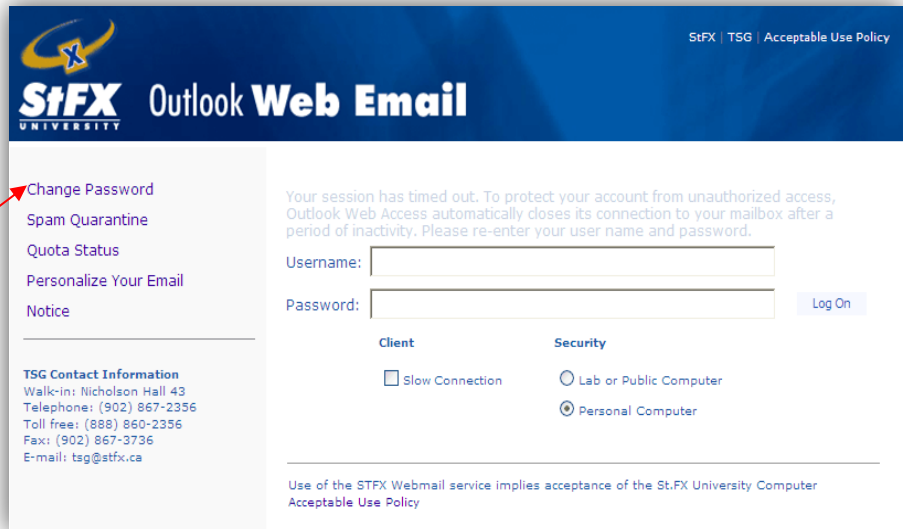 StFX | TSG | Acceptable Use Policy
X
StFX
UNIVERSITY
Outlook Web Email
Change Password
Spam Quarantine
Quota Status
Personalize Your Email
Notice
TSG Contact Information
Walk-in: Nicholson Hall 43
Telephone: (902) 867-2356
Toll free: (888) 860-2356
Fax: (902) 867-3736
E-mail: tsg@stfx.ca
Your session has timed out. To protect your account from unauthorized access,
Outlook Web Access automatically closes its connection to your mailbox after a
period of inactivity. Please re-enter your user name and password.
Username:
Password:
Log On
Client
Security
Slow Connection
Lab or Public Computer
Personal Computer
Use of the STFX Webmail service implies acceptance of the St.FX University Computer
Acceptable Use Policy